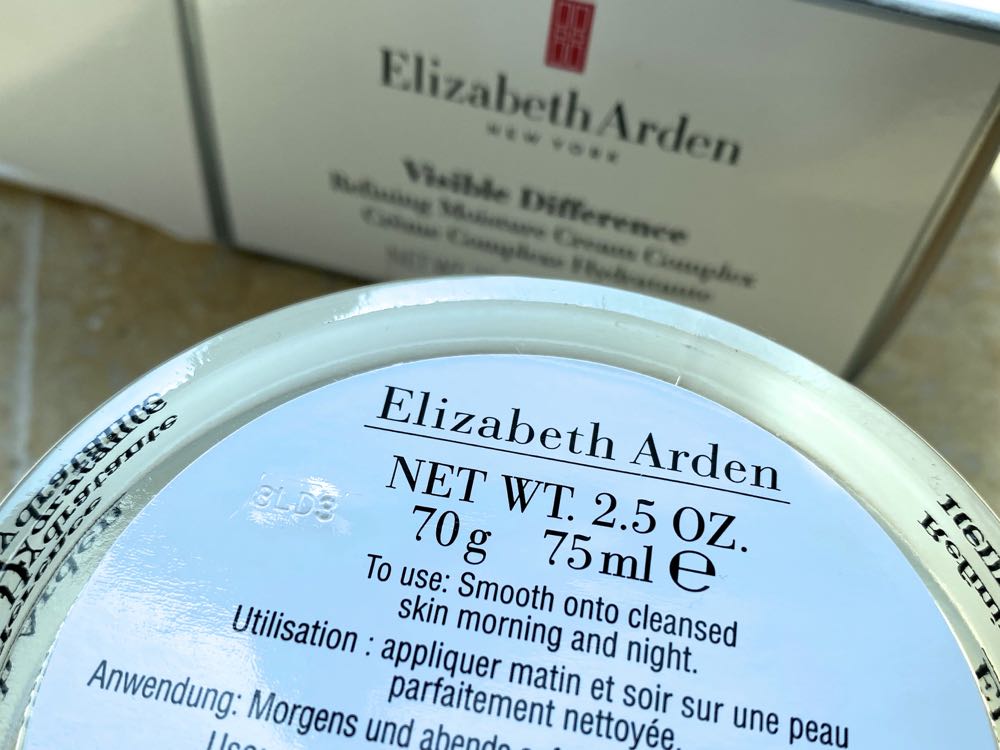 Elizabeth Arden
NEW YORK
Visible Difference
Refining Moisture Cream Complex
Crème Complexe Hydratante
Elizabeth Arden
NET WT. 2.5 OZ.
70 g 75 ml ℮
To use: Smooth onto cleansed
skin morning and night.
Utilisation : appliquer matin et soir sur une peau
parfaitement nettoyée.
Anwendung: Morgens und abends